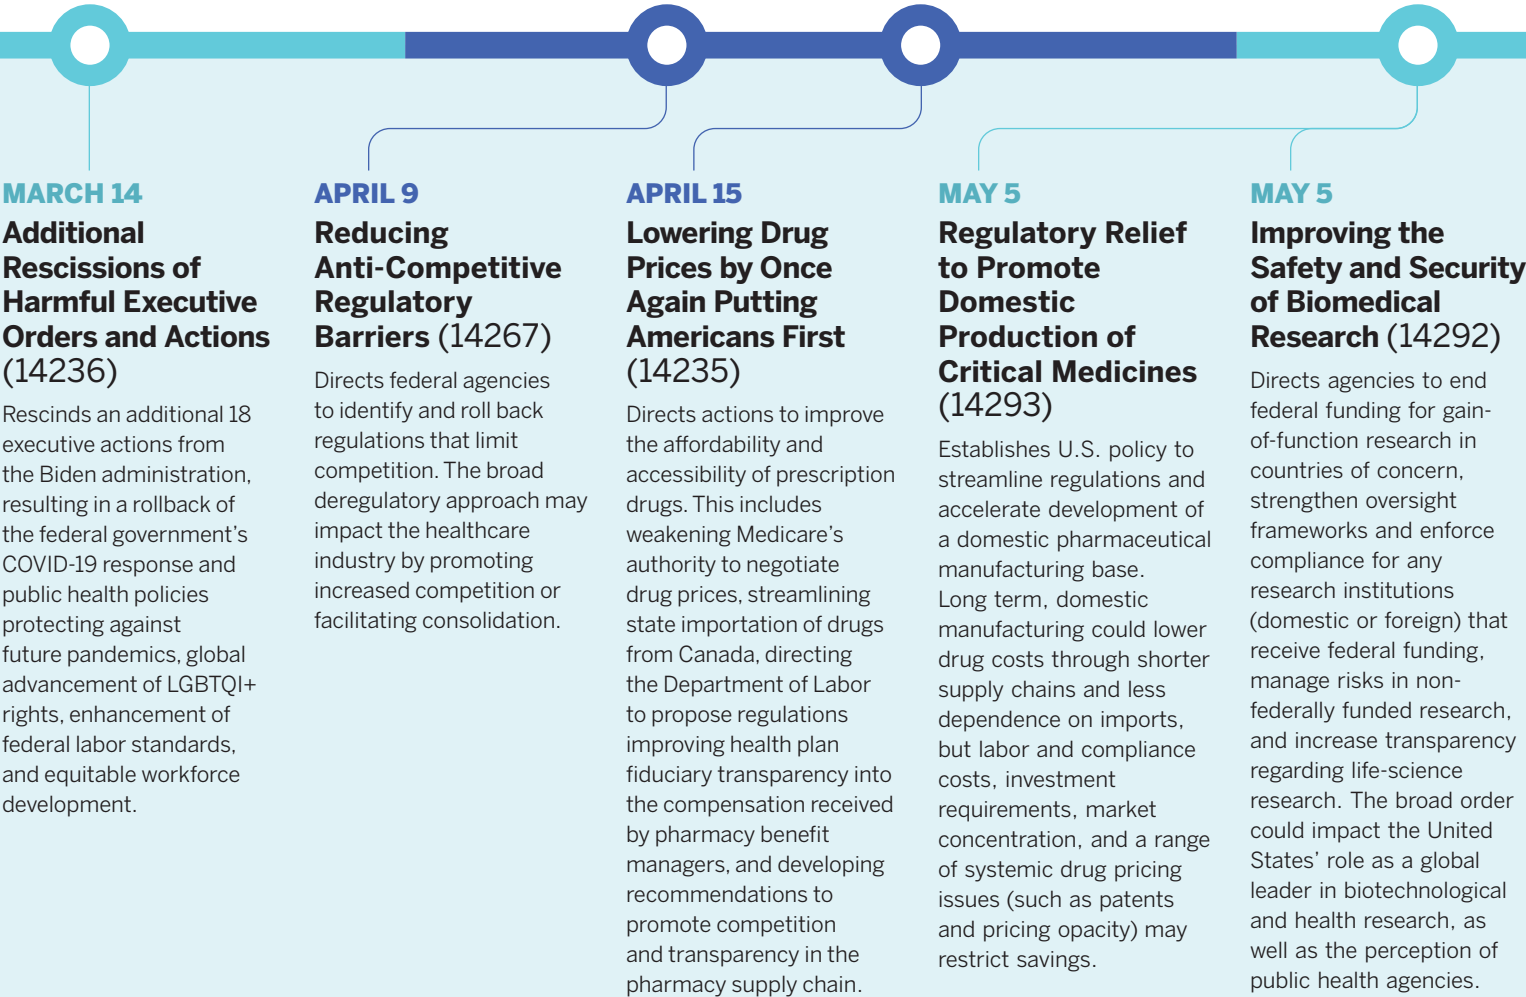 MARCH 14
Additional
Rescissions of
Harmful Executive
Orders and Actions
(14236)
Rescinds an additional 18
executive actions from
the Biden administration,
resulting in a rollback of
the federal government’s
COVID-19 response and
public health policies
protecting against
future pandemics, global
advancement of LGBTQI+
rights, enhancement of
federal labor standards,
and equitable workforce
development.
APRIL 9
Reducing
Anti-Competitive
Regulatory
Barriers (14267)
Directs federal agencies
to identify and roll back
regulations that limit
competition. The broad
deregulatory approach may
impact the healthcare
industry by promoting
increased competition or
facilitating consolidation.
APRIL 15
Lowering Drug
Prices by Once
Again Putting
Americans First
(14235)
Directs actions to improve
the affordability and
accessibility of prescription
drugs. This includes
weakening Medicare’s
authority to negotiate
drug prices, streamlining
state importation of drugs
from Canada, directing
the Department of Labor
to propose regulations
improving health plan
fiduciary transparency into
the compensation received
by pharmacy benefit
managers, and developing
recommendations to
promote competition
and transparency in the
pharmacy supply chain.
MAY 5
Regulatory Relief
to Promote
Domestic
Production of
Critical Medicines
(14293)
Establishes U.S. policy to
streamline regulations and
accelerate development of
a domestic pharmaceutical
manufacturing base.
Long term, domestic
manufacturing could lower
drug costs through shorter
supply chains and less
dependence on imports,
but labor and compliance
costs, investment
requirements, market
concentration, and a range
of systemic drug pricing
issues (such as patents
and pricing opacity) may
restrict savings.
MAY 5
Improving the
Safety and Security
of Biomedical
Research (14292)
Directs agencies to end
federal funding for gain-
of-function research in
countries of concern,
strengthen oversight
frameworks and enforce
compliance for any
research institutions
(domestic or foreign) that
receive federal funding,
manage risks in non-
federally funded research,
and increase transparency
regarding life-science
research. The broad order
could impact the United
States’ role as a global
leader in biotechnological
and health research, as
well as the perception of
public health agencies.